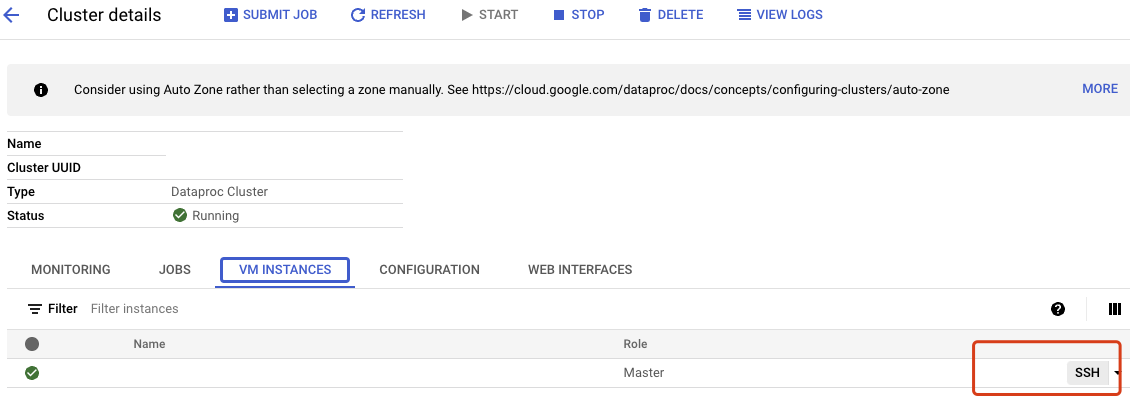 Cluster details SUBMIT JOB REFRESH START STOP DELETE VIEW LOGS
Consider using Auto Zone rather than selecting a zone manually. See https://cloud.google.com/dataproc/docs/concepts/configuring-clusters/auto-zone MORE
Name
Cluster UUID
Type Dataproc Cluster
Status Running
MONITORING JOBS VM INSTANCES CONFIGURATION WEB INTERFACES
Filter Filter instances
Name Role
Master SSH